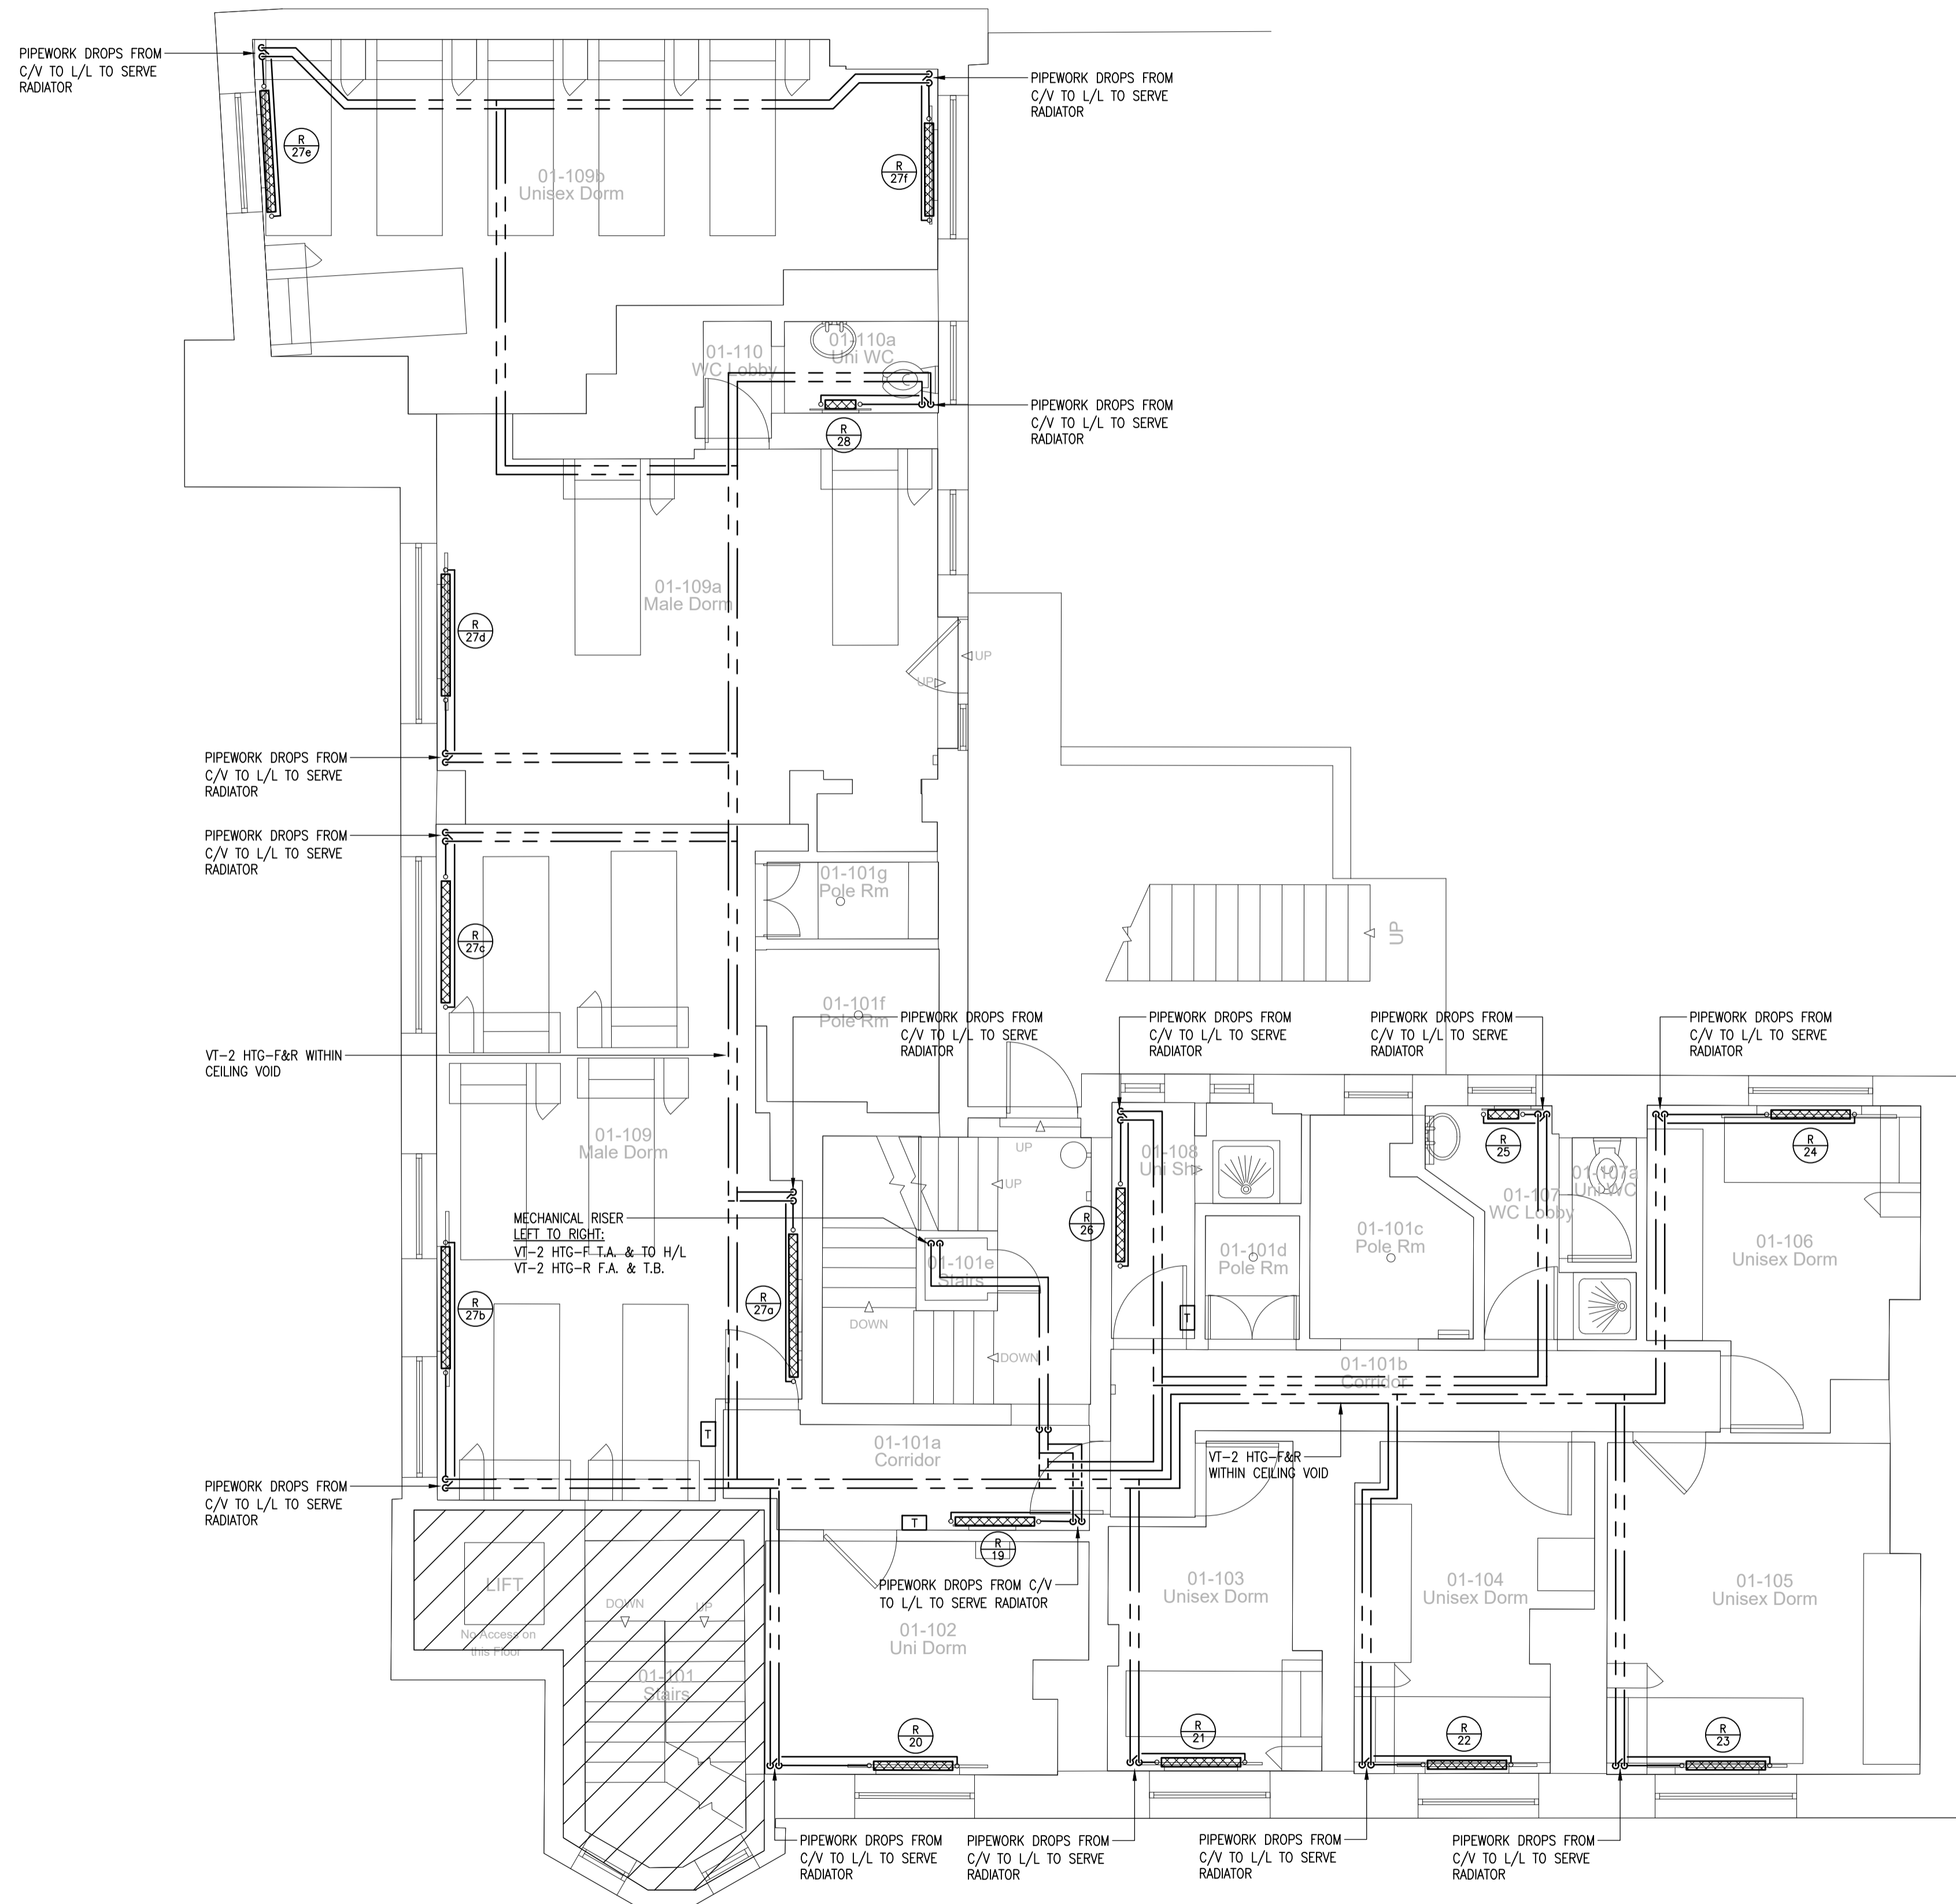 PIPEWORK DROPS FROM
C/V TO L/L TO SERVE
RADIATOR
PIPEWORK DROPS FROM
C/V TO L/L TO SERVE
RADIATOR
R
27e
R
27f
01-109b
Unisex Dorm
01-110
WC Lobby
01-110a
Uni WC
PIPEWORK DROPS FROM
C/V TO L/L TO SERVE
RADIATOR
R
28
01-109a
Male Dorm
R
27d
UP
UP
PIPEWORK DROPS FROM
C/V TO L/L TO SERVE
RADIATOR
PIPEWORK DROPS FROM
C/V TO L/L TO SERVE
RADIATOR
01-101g
Pole Rm
R
27c
UP
01-101f
Pole Rm
PIPEWORK DROPS FROM
C/V TO L/L TO SERVE
RADIATOR
PIPEWORK DROPS FROM
C/V TO L/L TO SERVE
RADIATOR
PIPEWORK DROPS FROM
C/V TO L/L TO SERVE
RADIATOR
PIPEWORK DROPS FROM
C/V TO L/L TO SERVE
RADIATOR
VT-2 HTG-F&R WITHIN
CEILING VOID
01-109
Male Dorm
UP
UP
01-108
Uni Sh
R
25
R
24
01-107a
Uni WC
01-107
WC Lobby
MECHANICAL RISER
LEFT TO RIGHT:
VT-2 HTG-F T.A. & TO H/L
VT-2 HTG-R F.A. & T.B.
R
26
01-101c
Pole Rm
01-101d
Pole Rm
01-106
Unisex Dorm
01-101e
Stairs
R
27b
R
27a
DOWN
DOWN
T
01-101b
Corridor
T
01-101a
Corridor
VT-2 HTG-F&R
WITHIN CEILING VOID
PIPEWORK DROPS FROM
C/V TO L/L TO SERVE
RADIATOR
T
R
19
PIPEWORK DROPS FROM C/V
TO L/L TO SERVE RADIATOR
LIFT
No Access on
this Floor
DOWN
UP
01-101
Stairs
01-102
Uni Dorm
01-103
Unisex Dorm
01-104
Unisex Dorm
01-105
Unisex Dorm
R
20
R
21
R
22
R
23
PIPEWORK DROPS FROM
C/V TO L/L TO SERVE
RADIATOR
PIPEWORK DROPS FROM
C/V TO L/L TO SERVE
RADIATOR
PIPEWORK DROPS FROM
C/V TO L/L TO SERVE
RADIATOR
PIPEWORK DROPS FROM
C/V TO L/L TO SERVE
RADIATOR